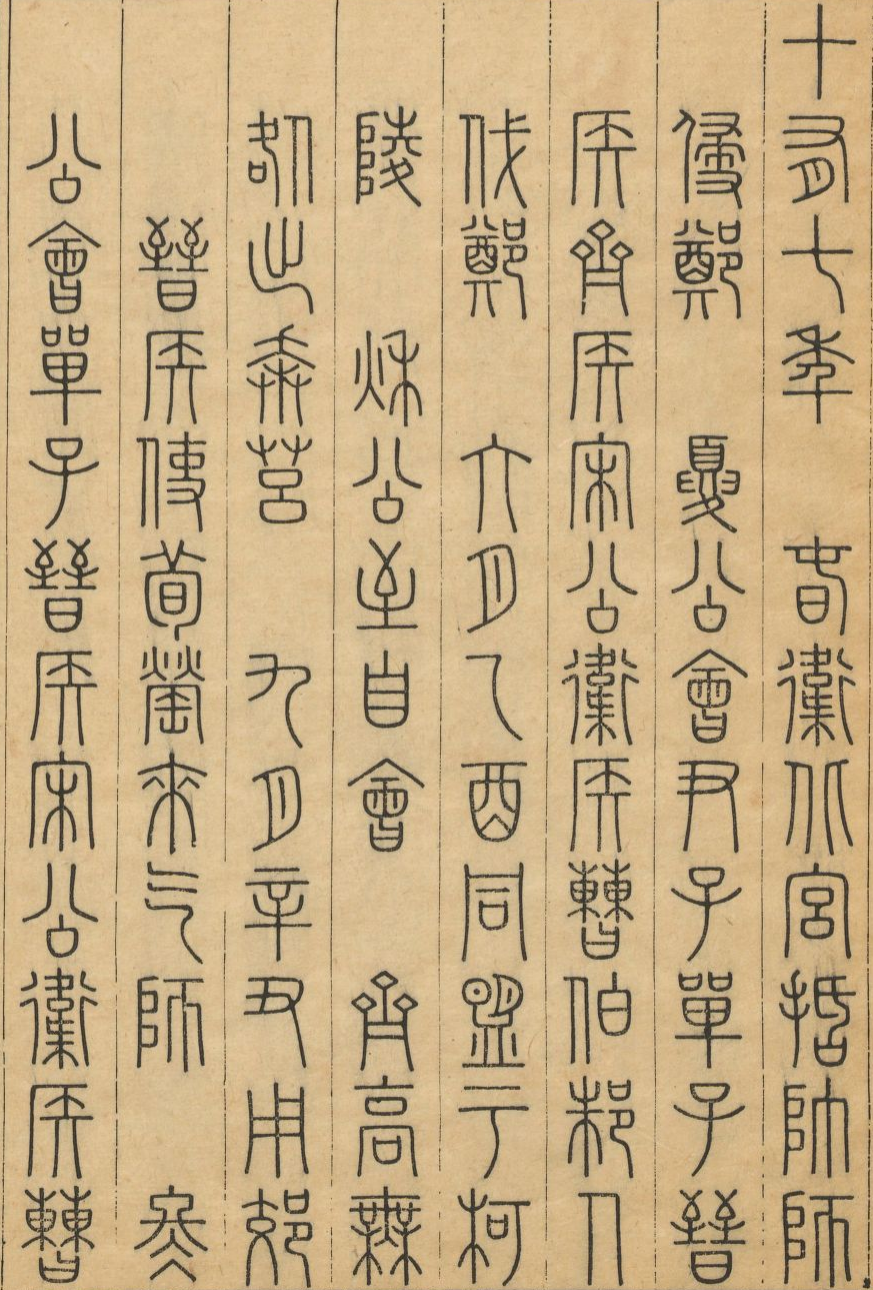 十有七年 春衛北宮括帥師
侵鄭 夏公會尹子單子晉
侯齊侯宋公衛侯曹伯邾人
伐鄭 六月乙酉同盟于柯
陵 秋公至自會 齊高無
咎出奔莒 九月辛丑用郊
晉侯使荀罃來乞師 冬
公會單子晉侯宋公衛侯曹